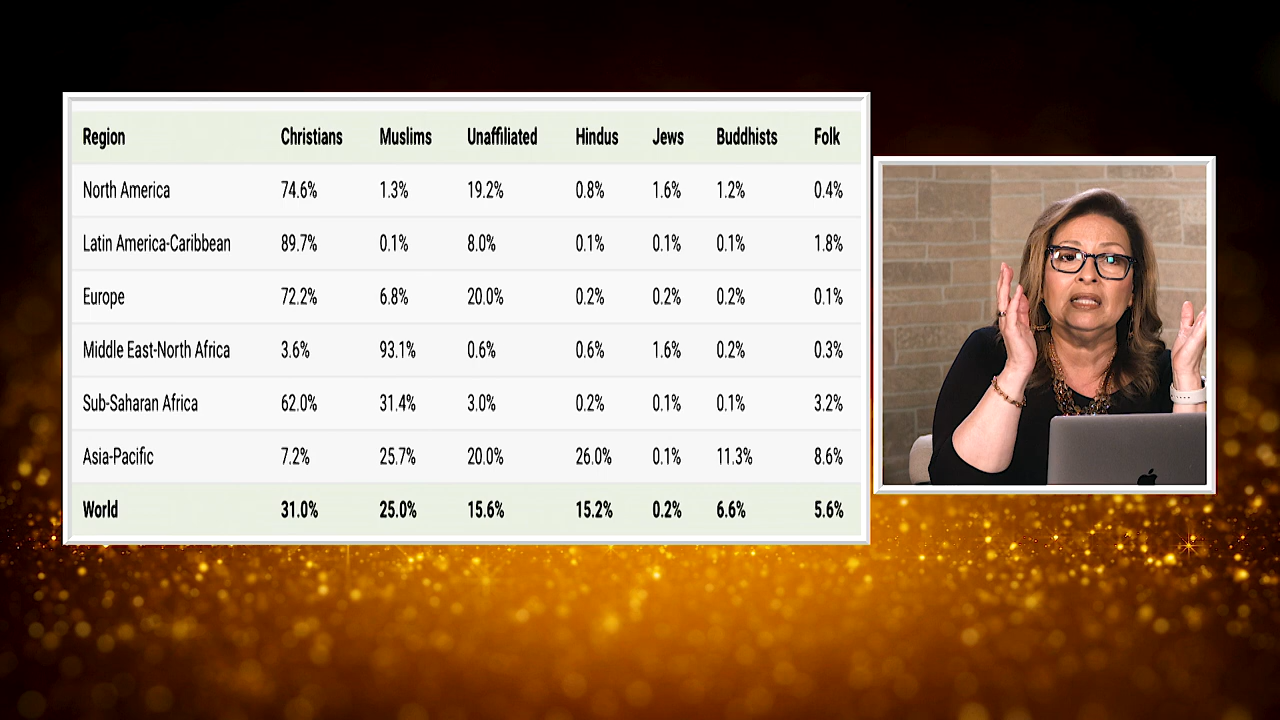 Region Christians Muslims Unaffiliated Hindus Jews Buddhists Folk
North America 74.6% 1.3% 19.2% 0.8% 1.6% 1.2% 0.4%
Latin America-Caribbean 89.7% 0.1% 8.0% 0.1% 0.1% 0.1% 1.8%
Europe 72.2% 6.8% 20.0% 0.2% 0.2% 0.2% 0.1%
Middle East-North Africa 3.6% 93.1% 0.6% 0.6% 1.6% 0.2% 0.3%
Sub-Saharan Africa 62.0% 31.4% 3.0% 0.2% 0.1% 0.1% 3.2%
Asia-Pacific 7.2% 25.7% 20.0% 26.0% 0.1% 11.3% 8.6%
World 31.0% 25.0% 15.6% 15.2% 0.2% 6.6% 5.6%